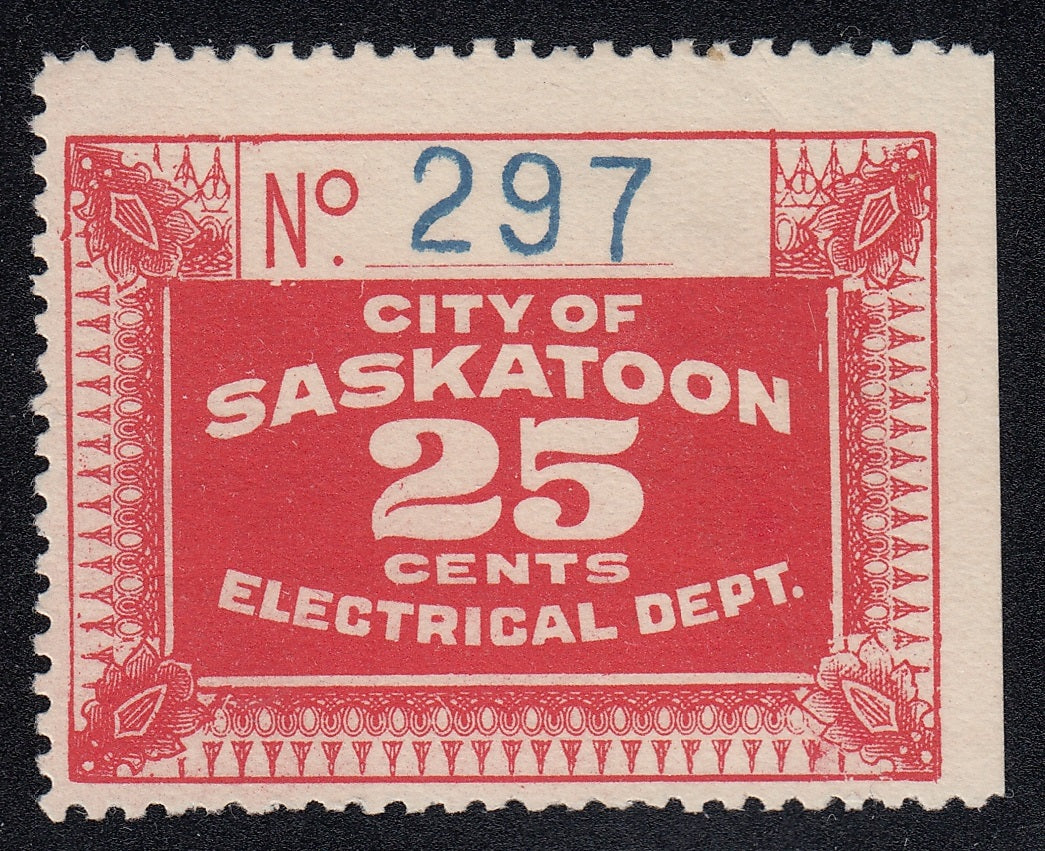 Nº. 297
CITY OF
SASKATOON
25
CENTS
ELECTRICAL DEPT.